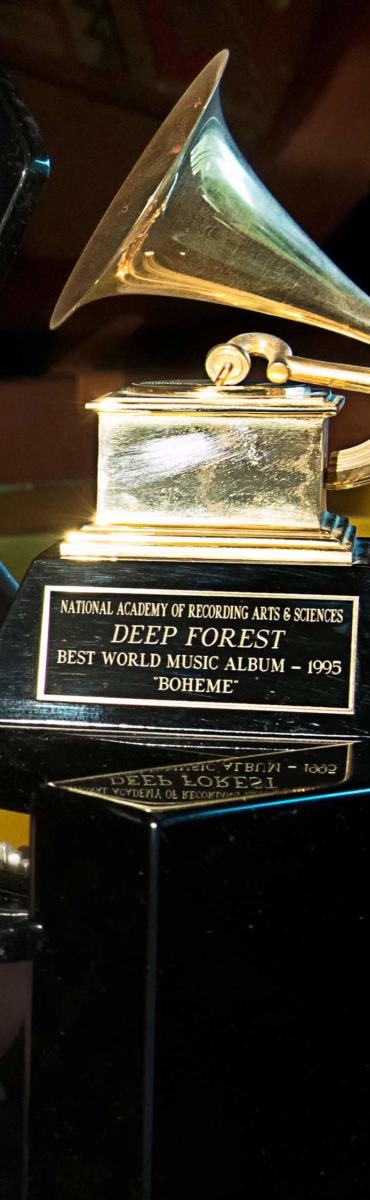 NATIONAL ACADEMY OF RECORDING ARTS & SCIENCES
DEEP FOREST
BEST WORLD MUSIC ALBUM – 1995
"BOHEME"